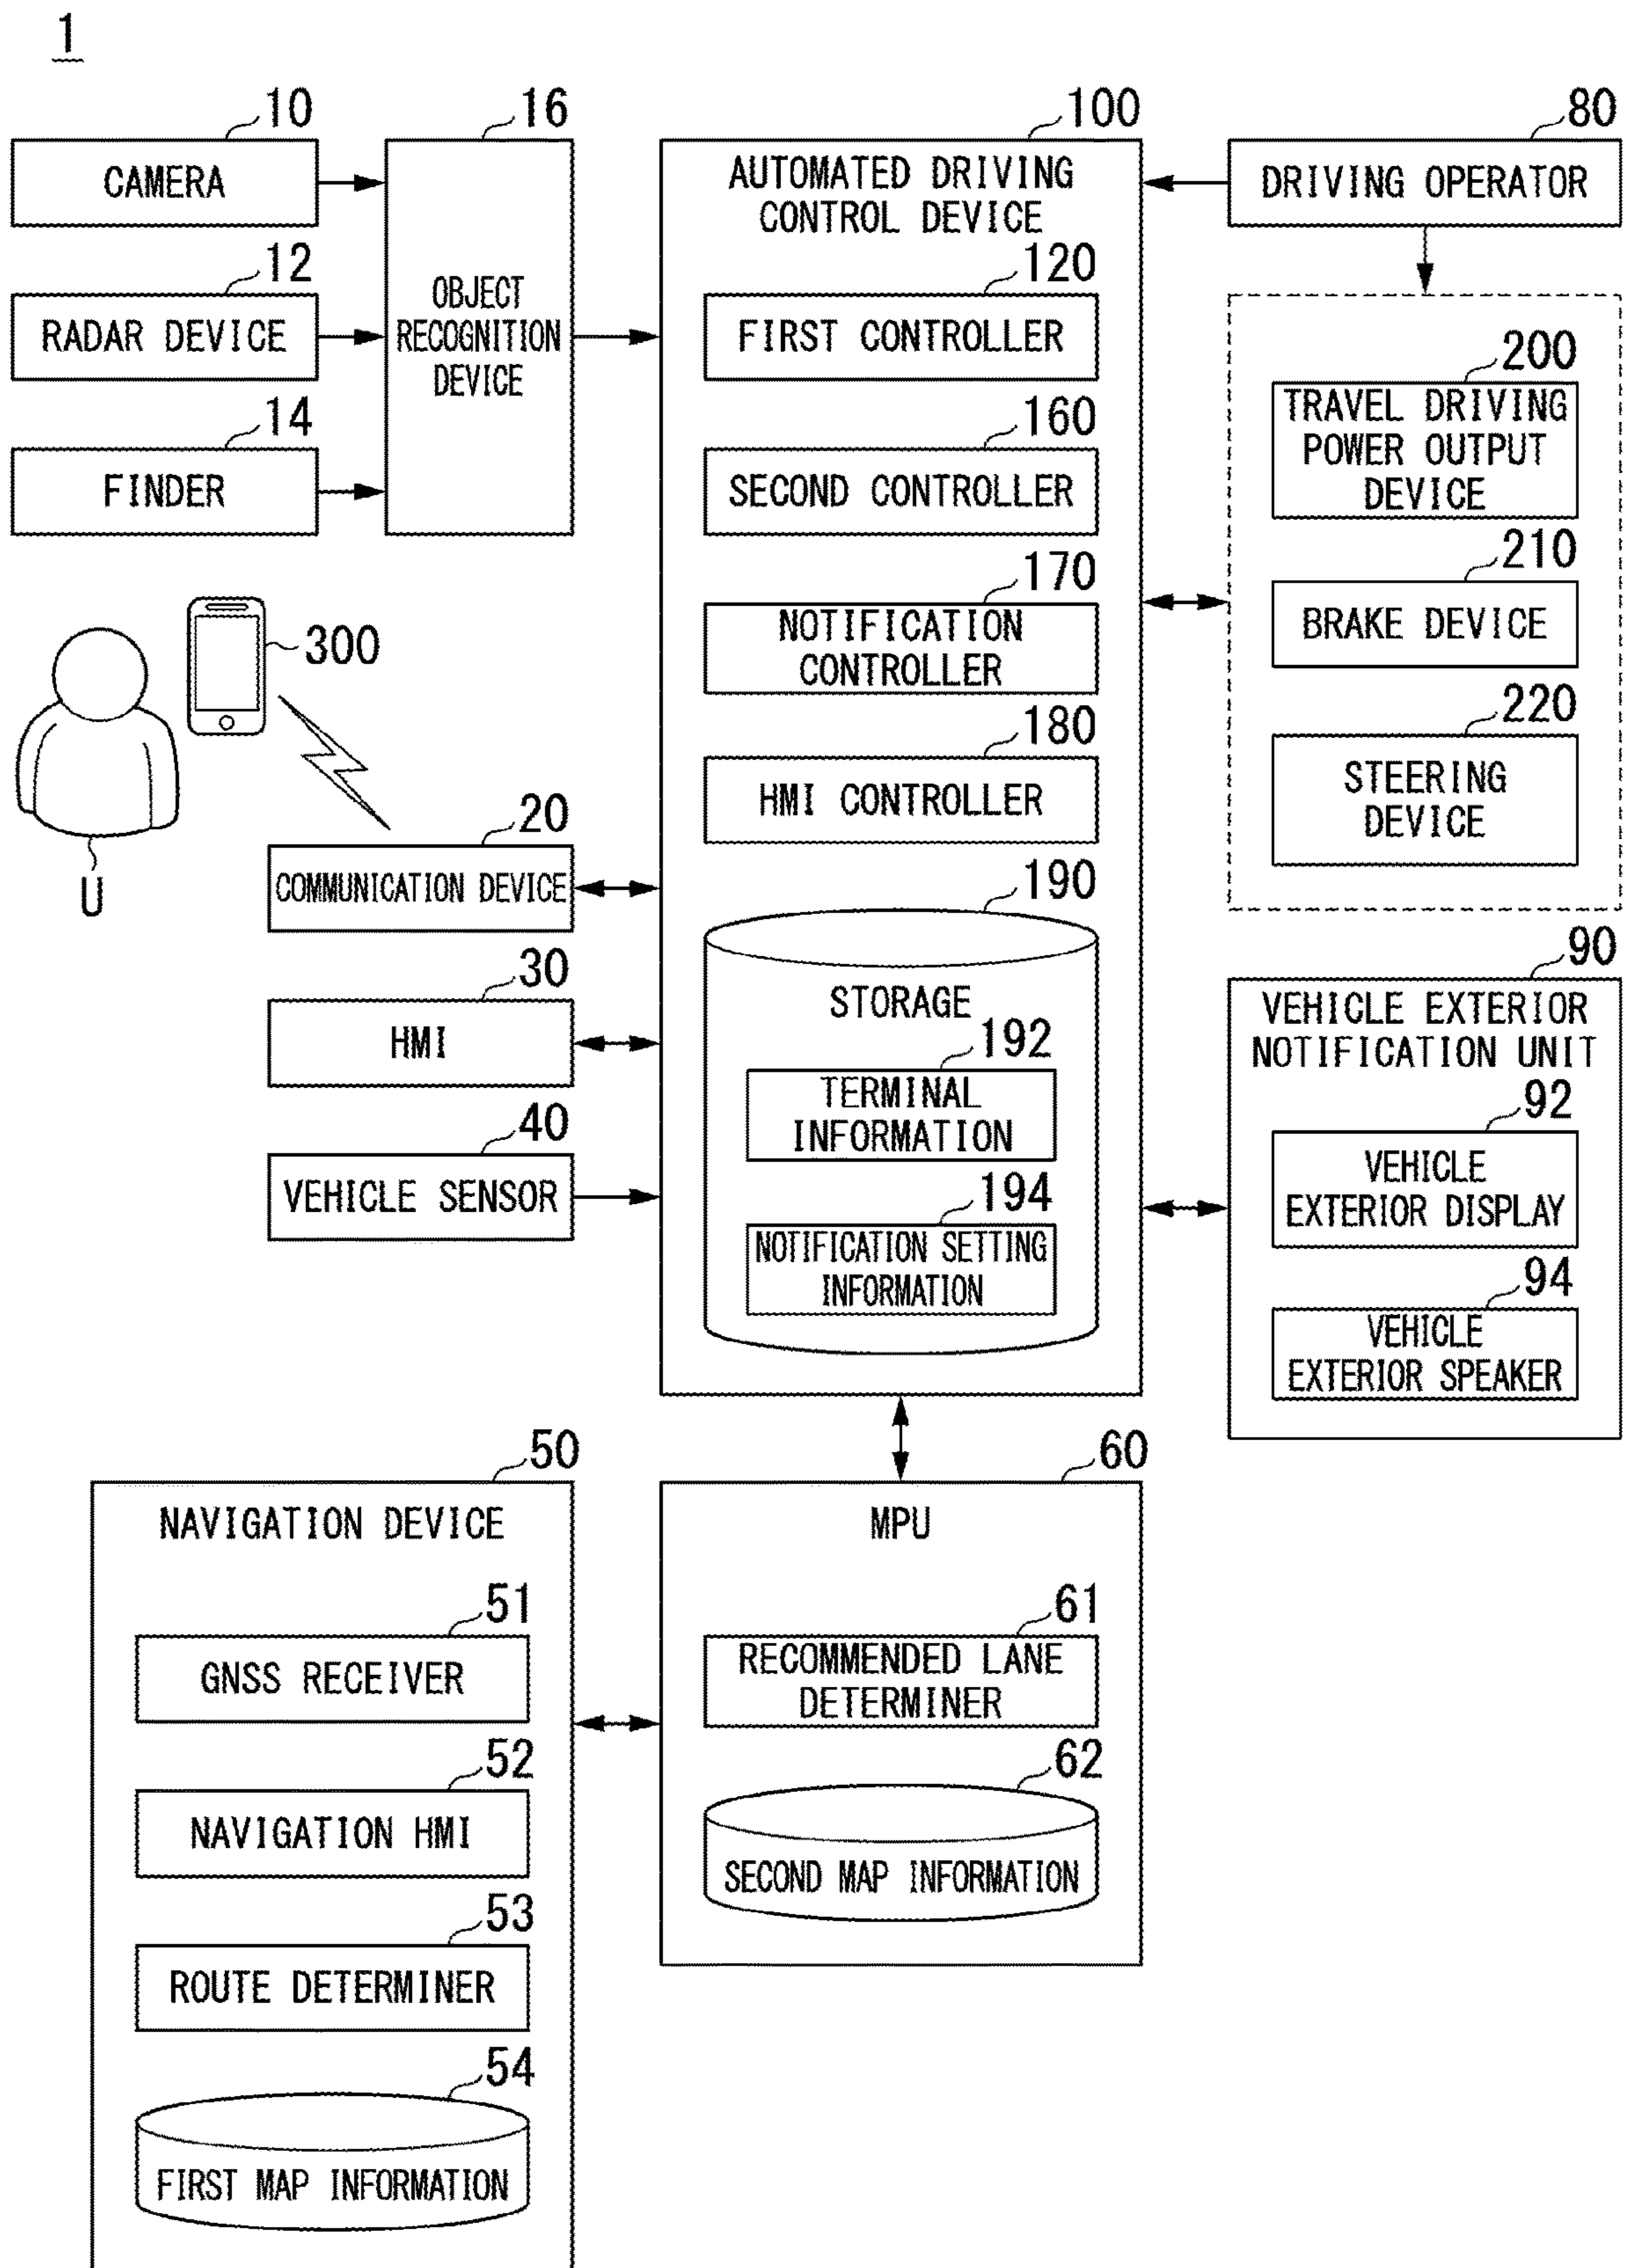 1
10
CAMERA
12
RADAR DEVICE
14
FINDER
16
OBJECT
RECOGNITION
DEVICE
300
U
20
COMMUNICATION DEVICE
30
HMI
40
VEHICLE SENSOR
100
AUTOMATED DRIVING
CONTROL DEVICE
120
FIRST CONTROLLER
160
SECOND CONTROLLER
170
NOTIFICATION
CONTROLLER
180
HMI CONTROLLER
190
STORAGE
192
TERMINAL
INFORMATION
194
NOTIFICATION SETTING
INFORMATION
80
DRIVING OPERATOR
200
TRAVEL DRIVING
POWER OUTPUT
DEVICE
210
BRAKE DEVICE
220
STEERING
DEVICE
90
VEHICLE EXTERIOR
NOTIFICATION UNIT
92
VEHICLE
EXTERIOR DISPLAY
94
VEHICLE
EXTERIOR SPEAKER
50
NAVIGATION DEVICE
51
GNSS RECEIVER
52
NAVIGATION HMI
53
ROUTE DETERMINER
54
FIRST MAP INFORMATION
60
MPU
61
RECOMMENDED LANE
DETERMINER
62
SECOND MAP INFORMATION